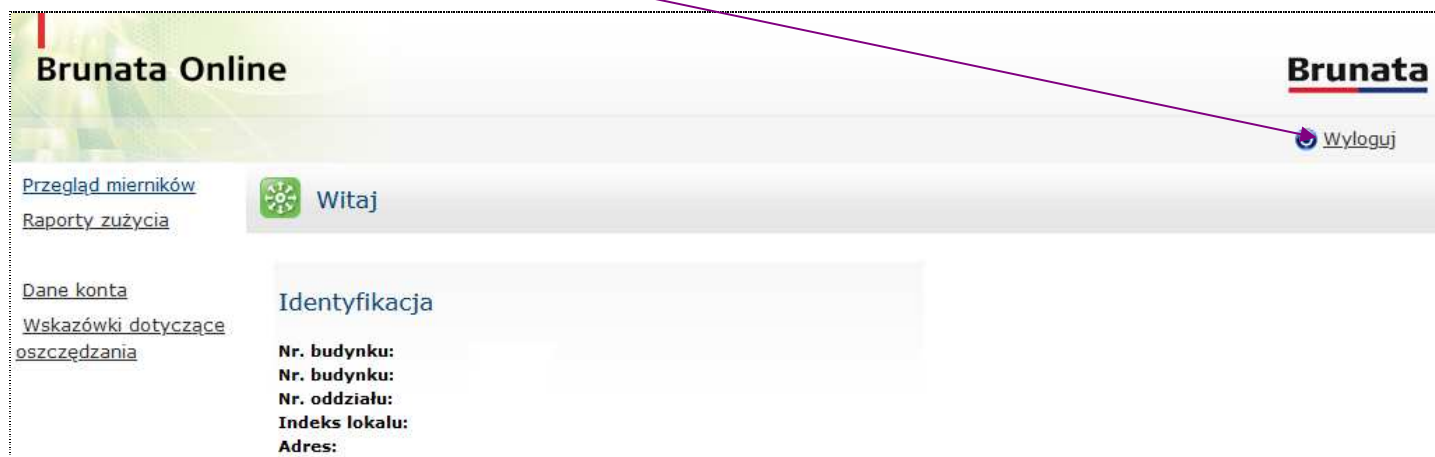 Brunata Online
Brunata
Wyloguj
Przegląd mierników
Raporty zużycia
Dane konta
Wskazówki dotyczące
oszczędzania
Witaj
Identyfikacja
Nr. budynku:
Nr. budynku:
Nr. oddziału:
Indeks lokalu:
Adres: